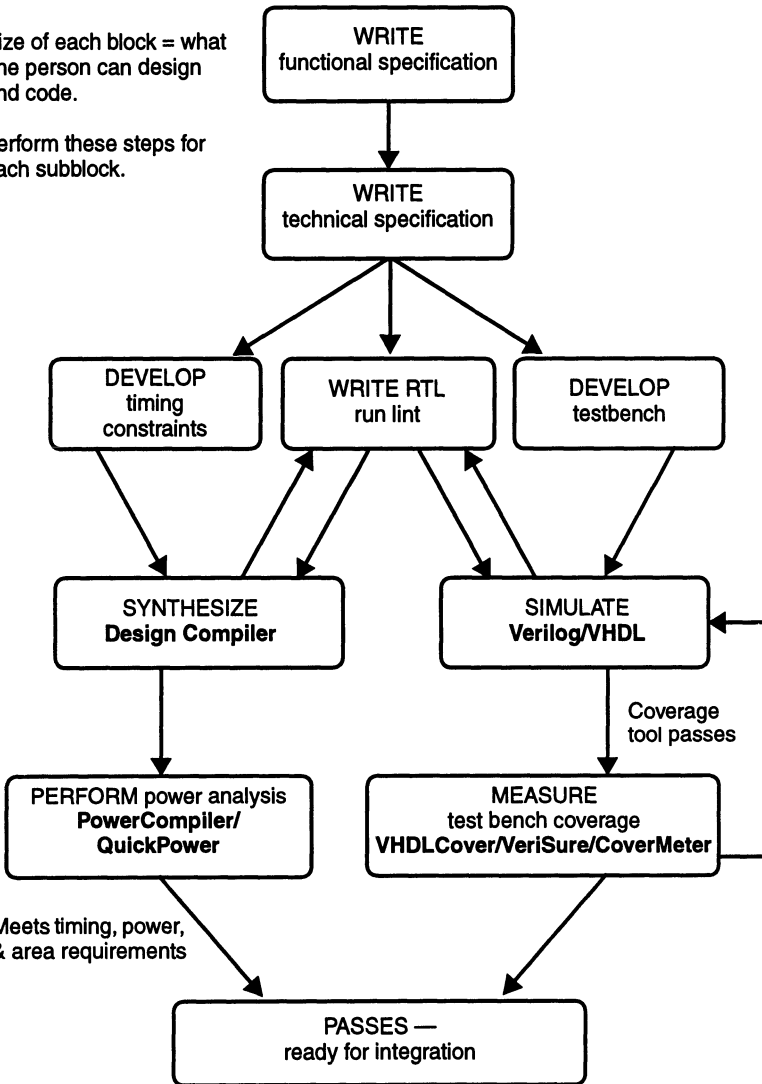 ize of each block = what
ne person can design
nd code.
erform these steps for
ach subblock.
WRITE
functional specification
WRITE
technical specification
DEVELOP
timing
constraints
WRITE RTL
run lint
DEVELOP
testbench
SYNTHESIZE
Design Compiler
SIMULATE
Verilog/VHDL
Coverage
tool passes
PERFORM power analysis
PowerCompiler/
QuickPower
MEASURE
test bench coverage
VHDLCover/VeriSure/CoverMeter
Meets timing, power,
& area requirements
PASSES —
ready for integration